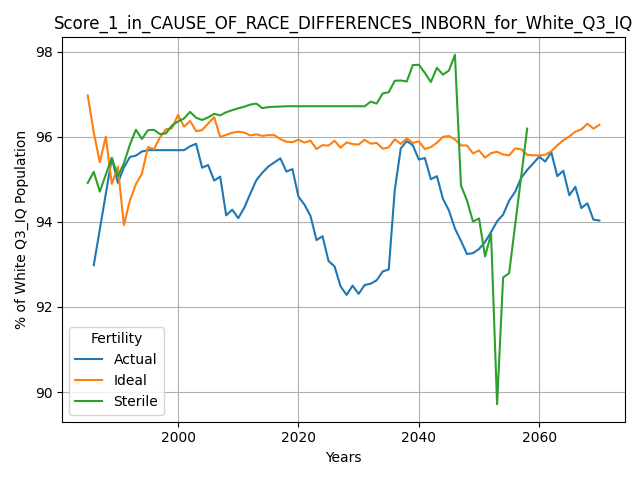 Score_1_in_CAUSE_OF_RACE_DIFFERENCES_INBORN_for_White_Q3_IQ
98
96
94
92
90
% of White Q3_IQ Population
Fertility
Actual
Ideal
Sterile
2000
2020
2040
2060
Years